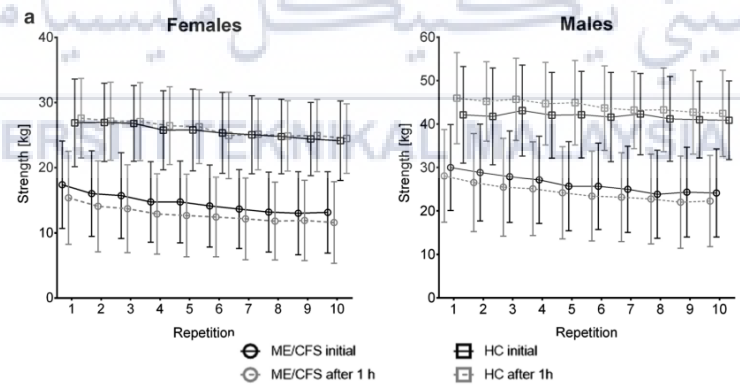 a
Females
Males
Strength [kg]
40
30
20
10
0
1 2 3 4 5 6 7 8 9 10
Repetition
Strength [kg]
60
50
40
30
20
10
0
1 2 3 4 5 6 7 8 9 10
Repetition
ME/CFS initial
HC initial
ME/CFS after 1 h
HC after 1h
TEKNIKAL MALAYSIA